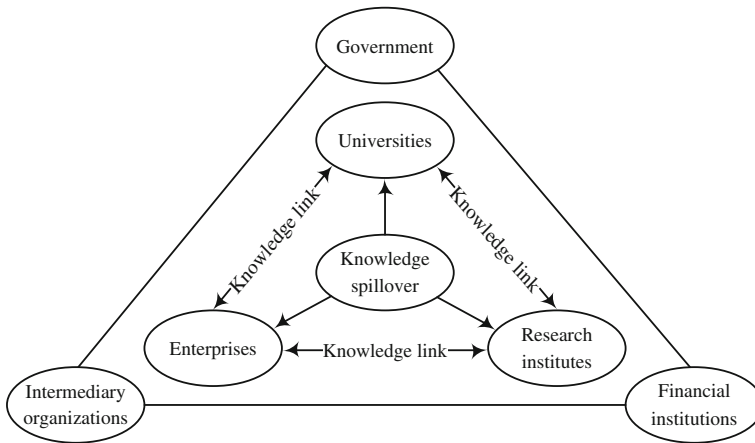 Government
Universities
Knowledge link
Knowledge link
Knowledge
spillover
Enterprises
Knowledge link
Research
institutes
Intermediary
organizations
Financial
institutions